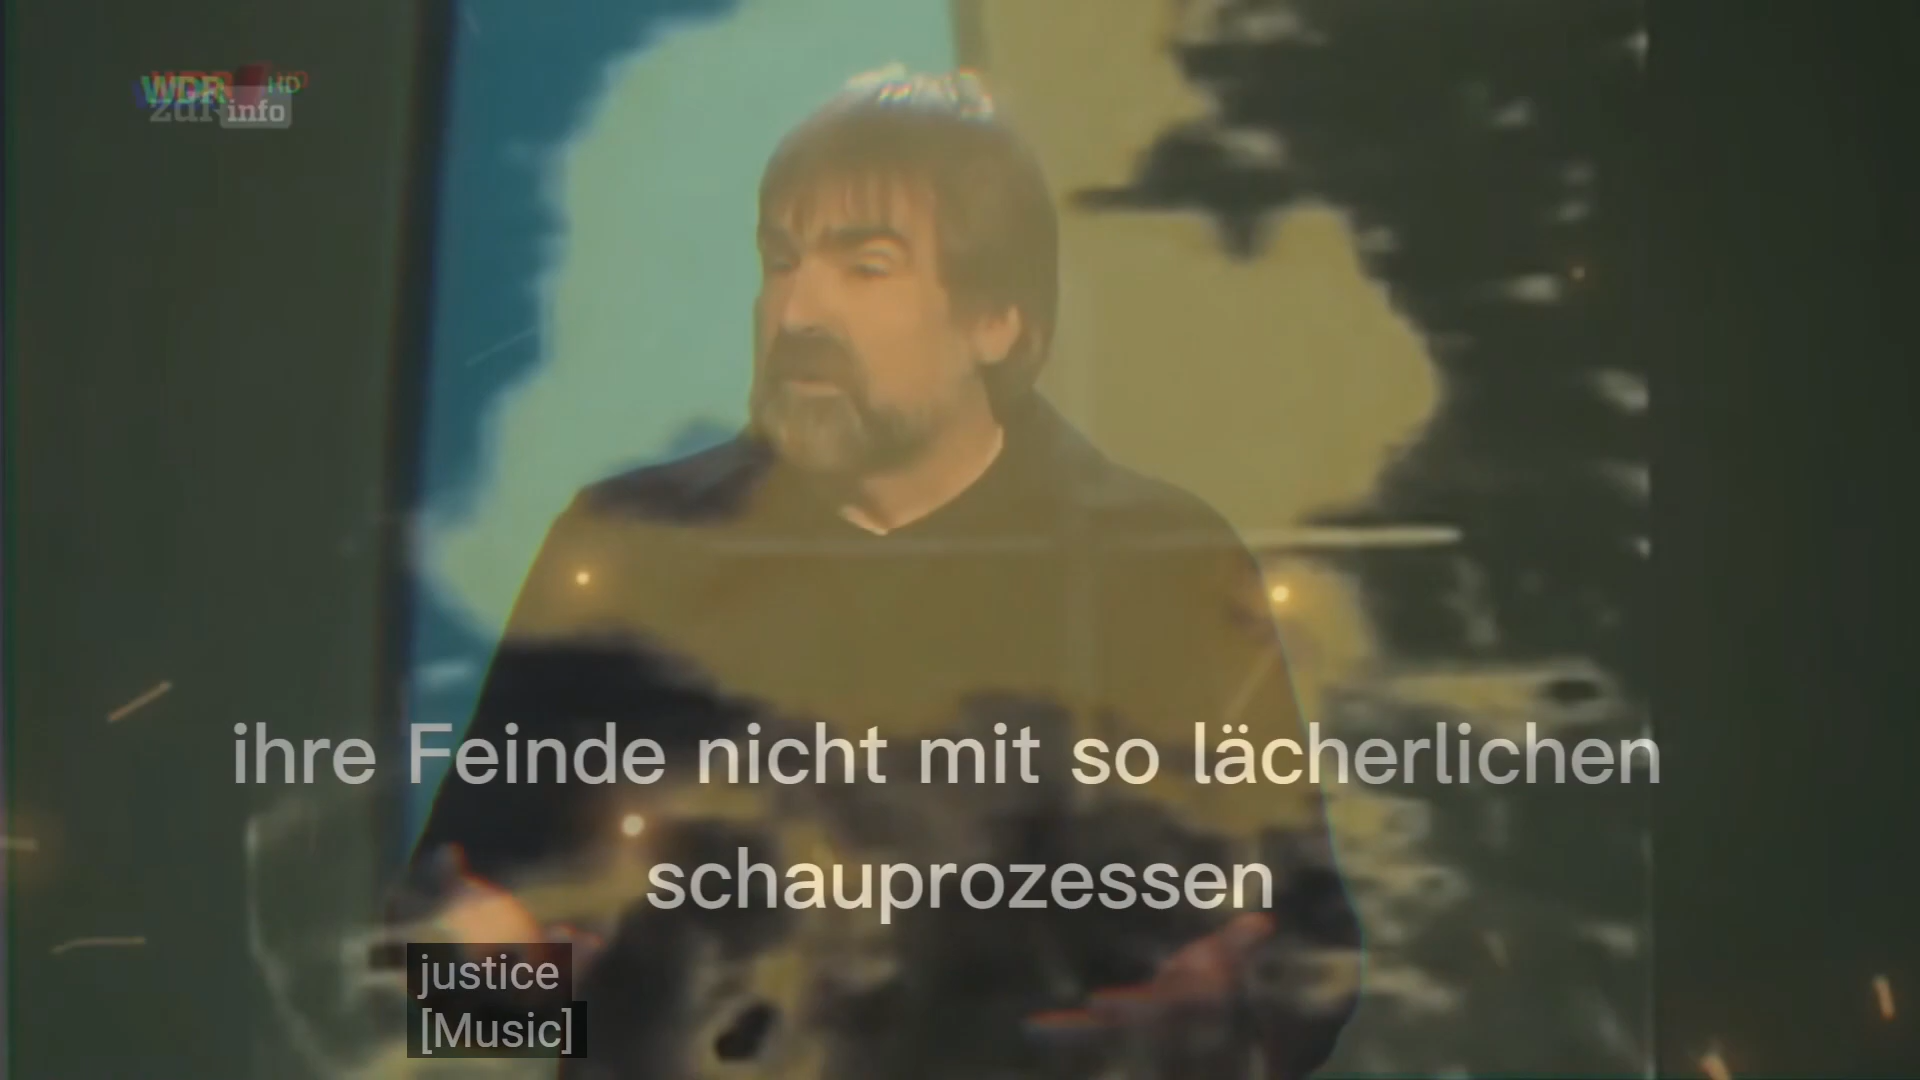 WDR HD
zdf info
ihre Feinde nicht mit so lächerlichen
schauprozessen
justice
[Music]